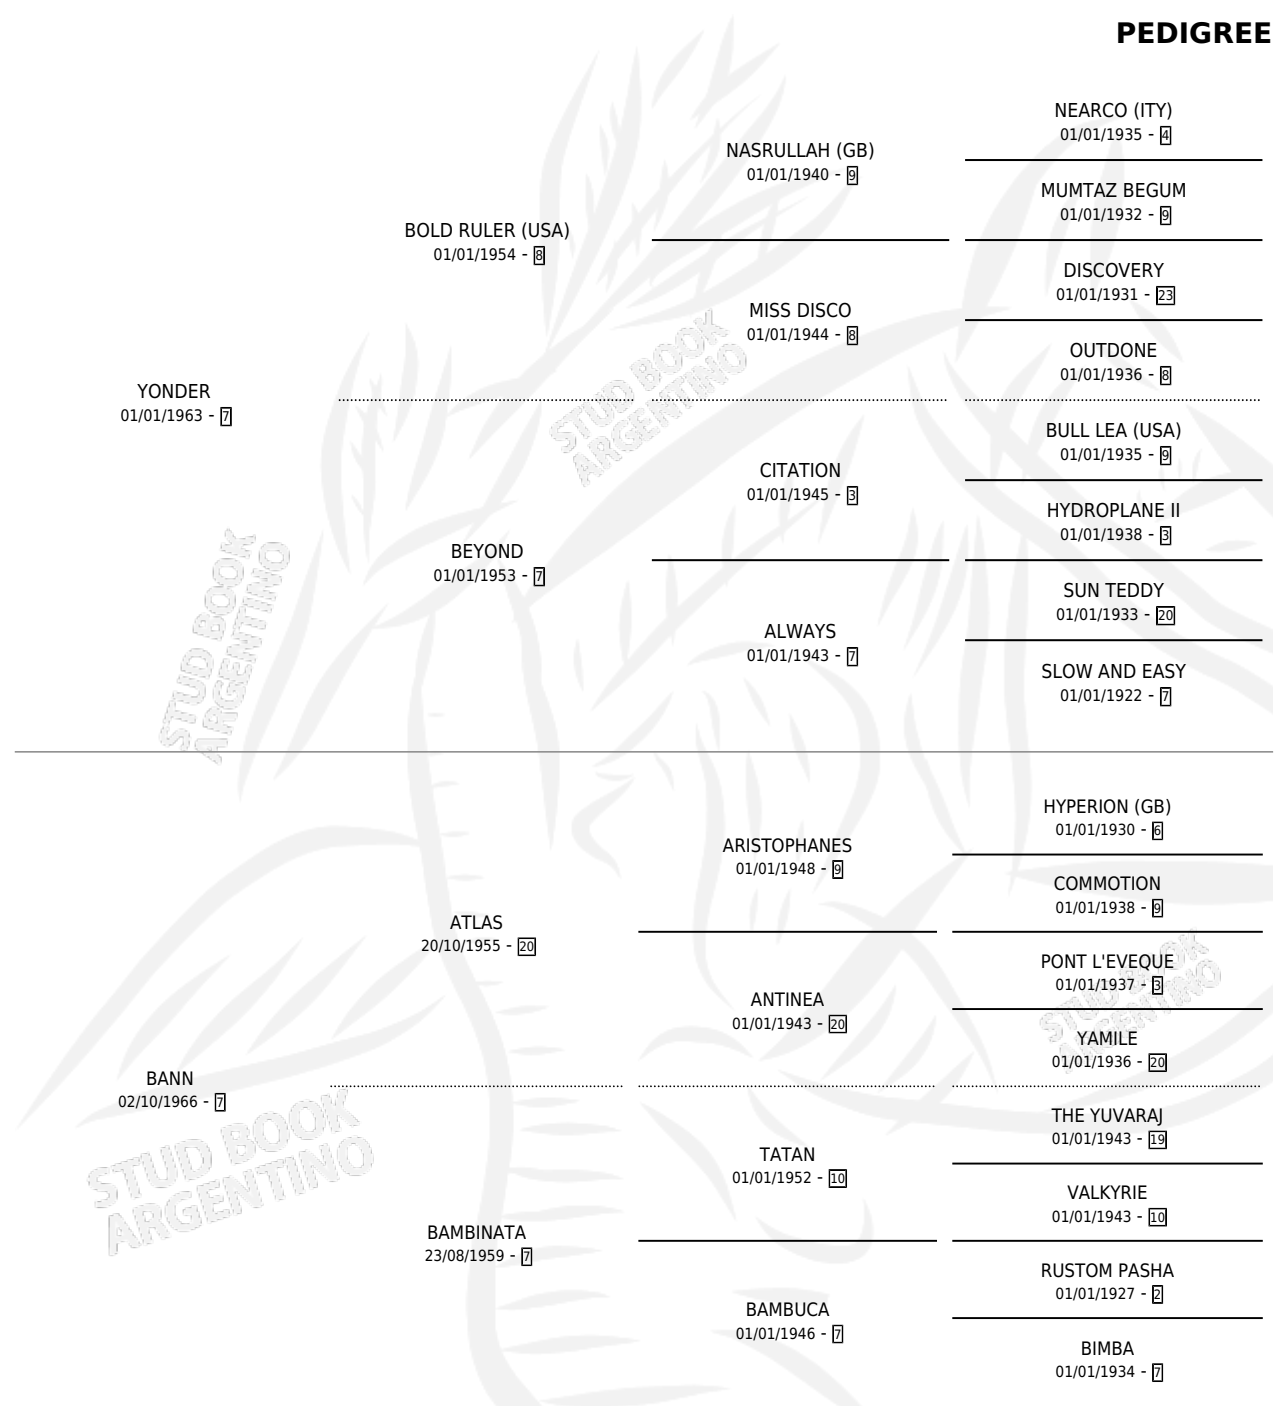 PEDIGREE
NEARCO (ITY)
01/01/1935 - 4
NASRULLAH (GB)
01/01/1940 - 9
MUMTAZ BEGUM
01/01/1932 - 9
BOLD RULER (USA)
01/01/1954 - 8
DISCOVERY
01/01/1931 - 23
MISS DISCO
01/01/1944 - 8
OUTDONE
01/01/1936 - 8
YONDER
01/01/1963 - 7
BULL LEA (USA)
01/01/1935 - 9
CITATION
01/01/1945 - 3
HYDROPLANE II
01/01/1938 - 3
BEYOND
01/01/1953 - 7
SUN TEDDY
01/01/1933 - 20
ALWAYS
01/01/1943 - 7
SLOW AND EASY
01/01/1922 - 7
HYPERION (GB)
01/01/1930 - 6
ARISTOPHANES
01/01/1948 - 9
COMMOTION
01/01/1938 - 9
ATLAS
20/10/1955 - 20
PONT L'EVEQUE
01/01/1937 - 3
ANTINEA
01/01/1943 - 20
YAMILE
01/01/1936 - 20
BANN
02/10/1966 - 7
THE YUVARAJ
01/01/1943 - 19
TATAN
01/01/1952 - 10
VALKYRIE
01/01/1943 - 10
BAMBINATA
23/08/1959 - 7
RUSTOM PASHA
01/01/1927 - 2
BAMBUCA
01/01/1946 - 7
BIMBA
01/01/1934 - 7
STUD BOOK
ARGENTINO
STUD BOOK
ARGENTINO
STUD BOOK
ARGENTINO
STUD BOOK
ARGENTINO